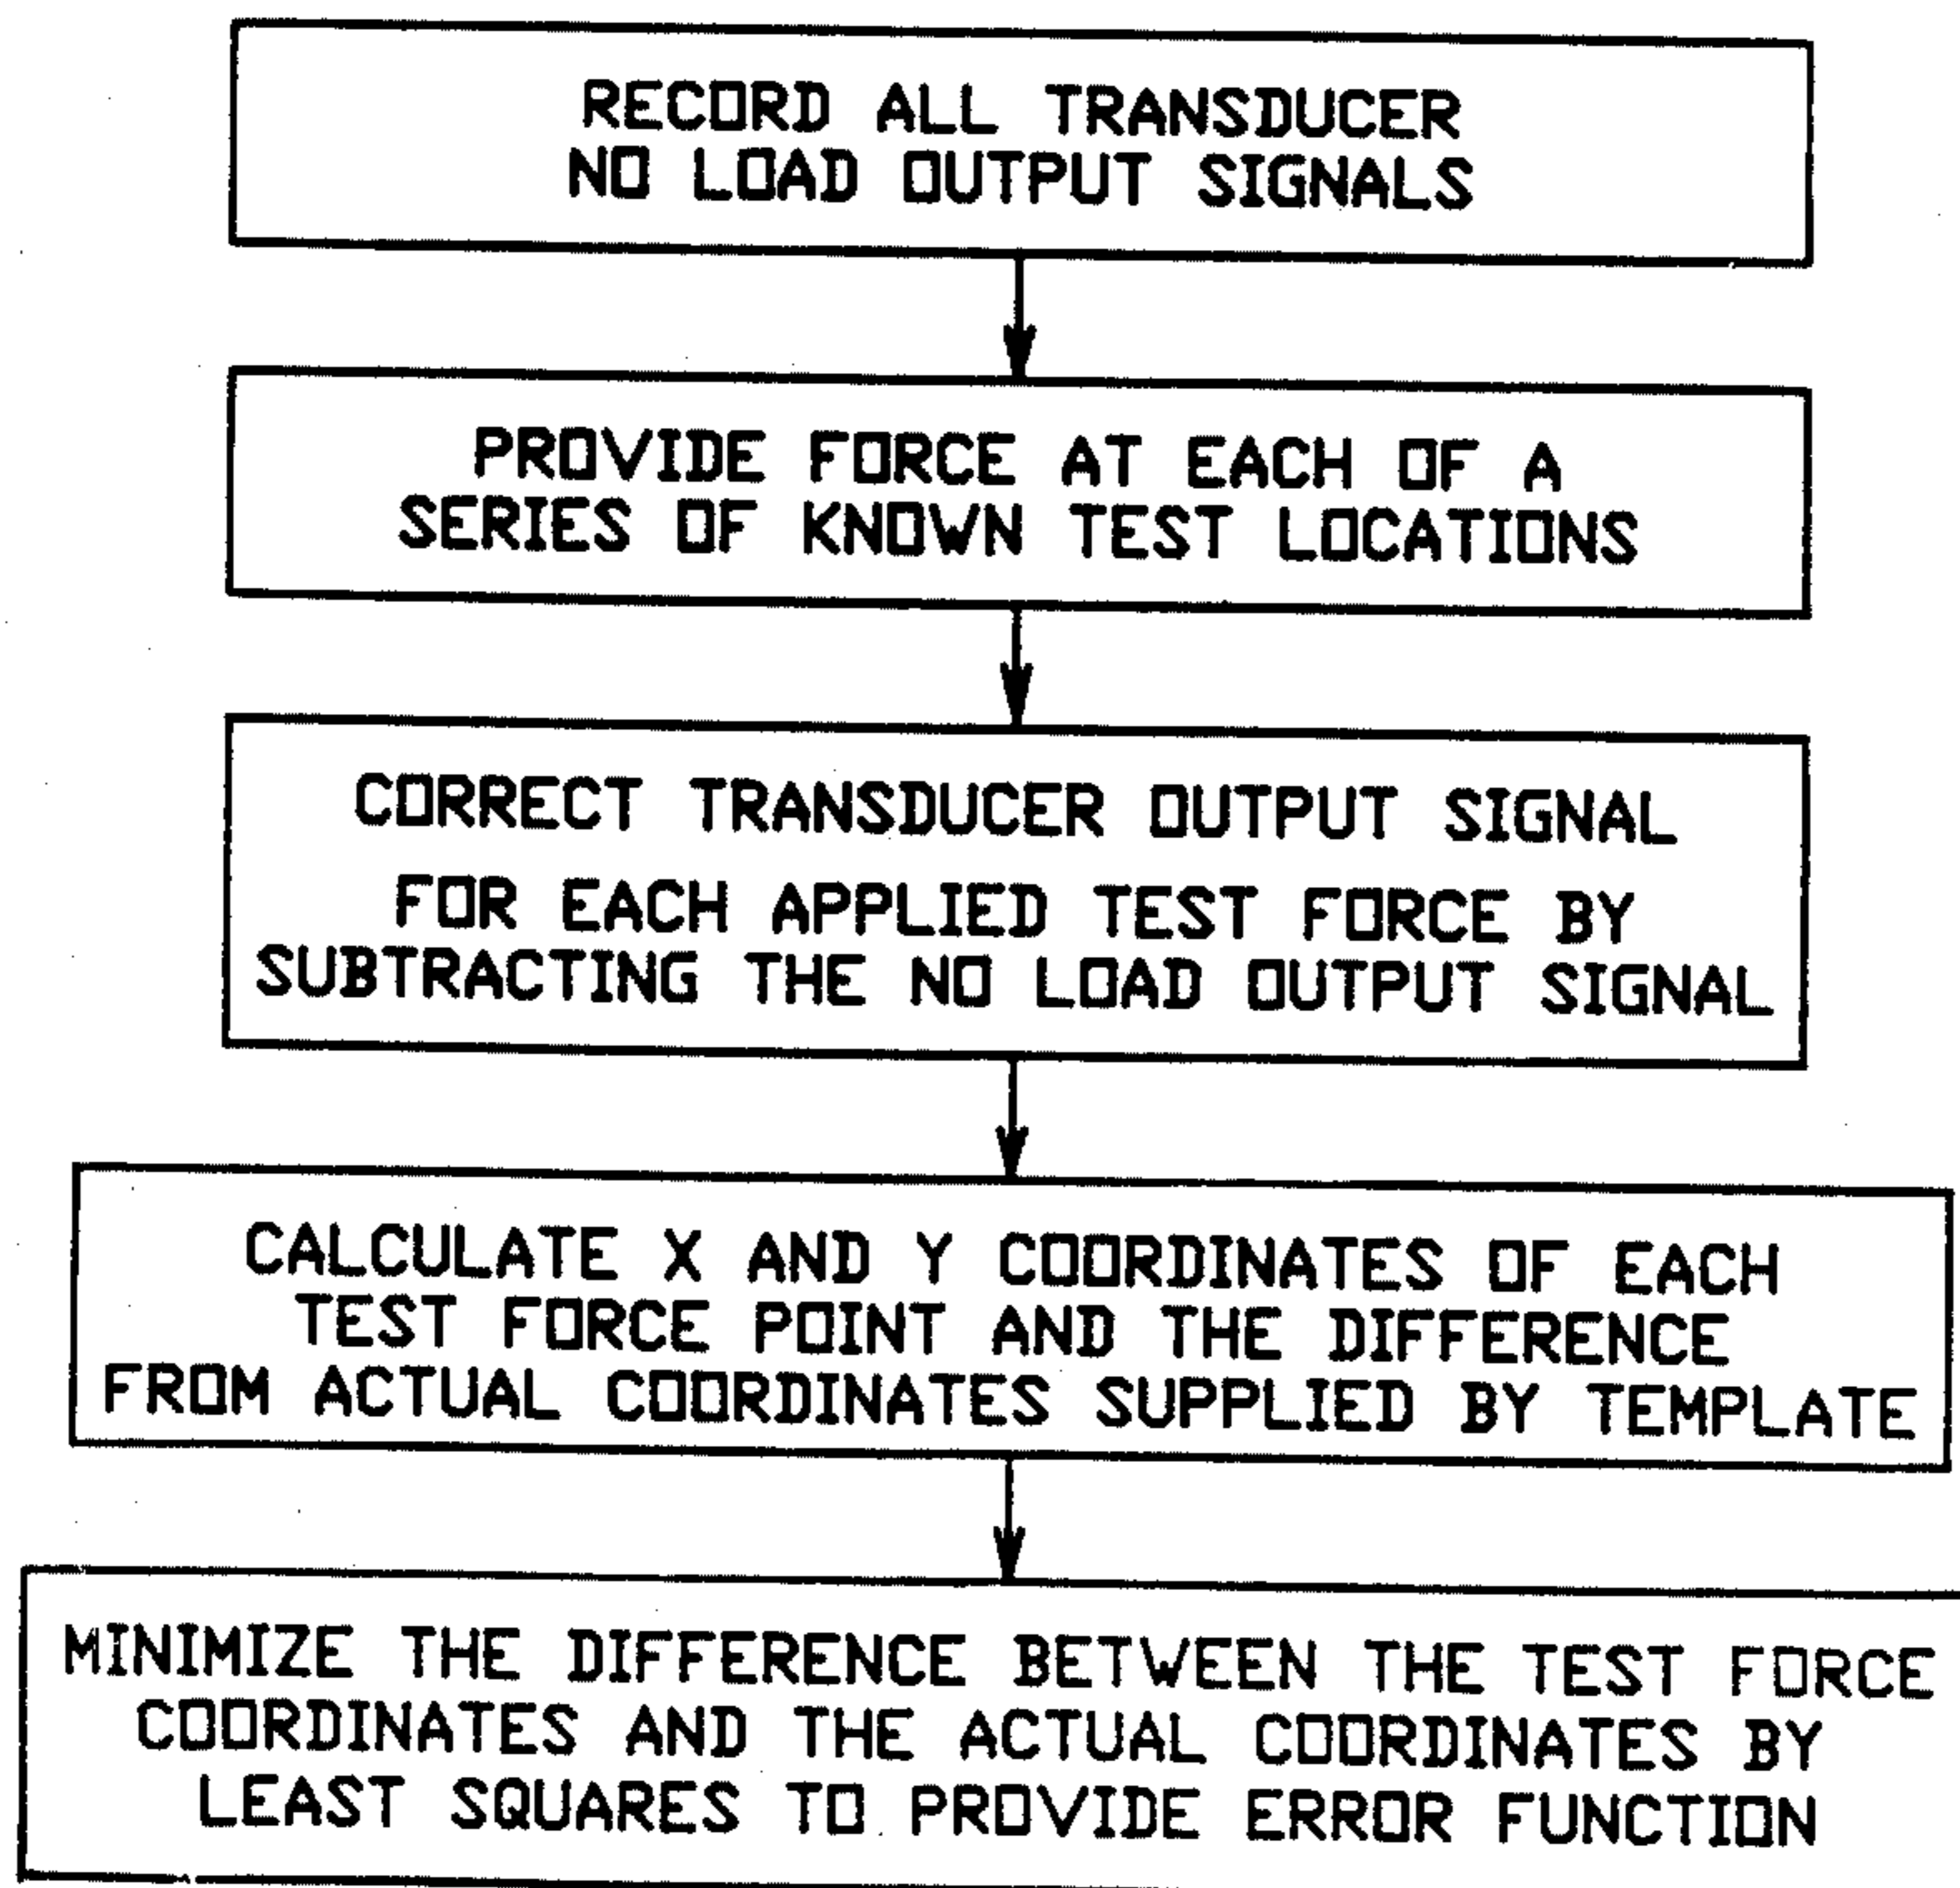 RECORD ALL TRANSDUCER
NO LOAD OUTPUT SIGNALS
PROVIDE FORCE AT EACH OF A
SERIES OF KNOWN TEST LOCATIONS
CORRECT TRANSDUCER OUTPUT SIGNAL
FOR EACH APPLIED TEST FORCE BY
SUBTRACTING THE NO LOAD OUTPUT SIGNAL
CALCULATE X AND Y COORDINATES OF EACH
TEST FORCE POINT AND THE DIFFERENCE
FROM ACTUAL COORDINATES SUPPLIED BY TEMPLATE
MINIMIZE THE DIFFERENCE BETWEEN THE TEST FORCE
COORDINATES AND THE ACTUAL COORDINATES BY
LEAST SQUARES TO PROVIDE ERROR FUNCTION